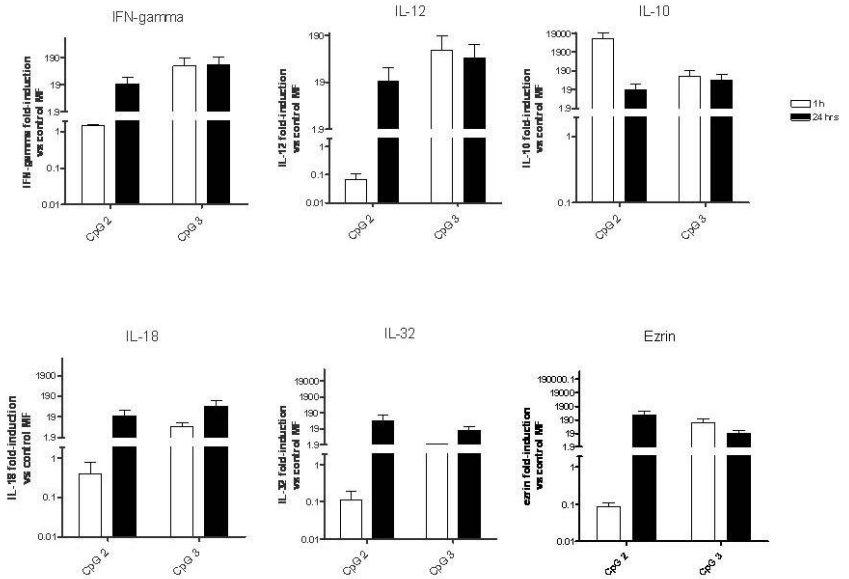 IFN-gamma
IFN-gamma fold-induction
vs control MF
190
19
1.9
1
0.1
0.01
CpG 2
CpG 3
IL-12
IL-12 fold-induction
vs control MF
190
19
1.9
1
0.1
0.01
CpG 2
CpG 3
IL-10
IL-10 fold-induction
vs control MF
19000
1900
190
19
1.9
1
0.1
CpG 2
CpG 3
1h
24 hrs
IL-18
IL-18 fold-induction
vs control MF
1900
190
19
1.9
1
0.1
0.01
CpG 2
CpG 3
IL-32
IL-32 fold-induction
vs control MF
19000
1900
190
19
1.9
1
0.1
0.01
CpG 2
CpG 3
Ezrin
ezrin fold-induction
vs control MF
190000.1
19000
1900
190
19
1.9
1
0.1
0.01
CpG 2
CpG 3